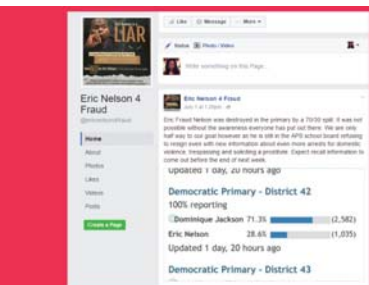 LIAR
Like Message More
Status Photo / Video
Write something on this Page...
Eric Nelson 4
Fraud
Home
About
Photos
Likes
Videos
Posts
Create a Page
Eric Nelson 4 Fraud
July 1 at 1:20pm
Eric Fraud Nelson was destroyed in the primary by a 70/30 split. It was not
possible without the awareness everyone has put out there. We are only
half way to our goal however as he is still in the APS school board refusing
to resign even with new information about even more arrests for domestic
violence, trespassing and soliciting a prostitute. Expect recall information to
come out before the end of next week.
Updated 1 day, 20 hours ago
Democratic Primary - District 42
100% reporting
Dominique Jackson 71.3% (2,582)
Eric Nelson 28.6% (1,035)
Updated 1 day, 20 hours ago
Democratic Primary - District 43